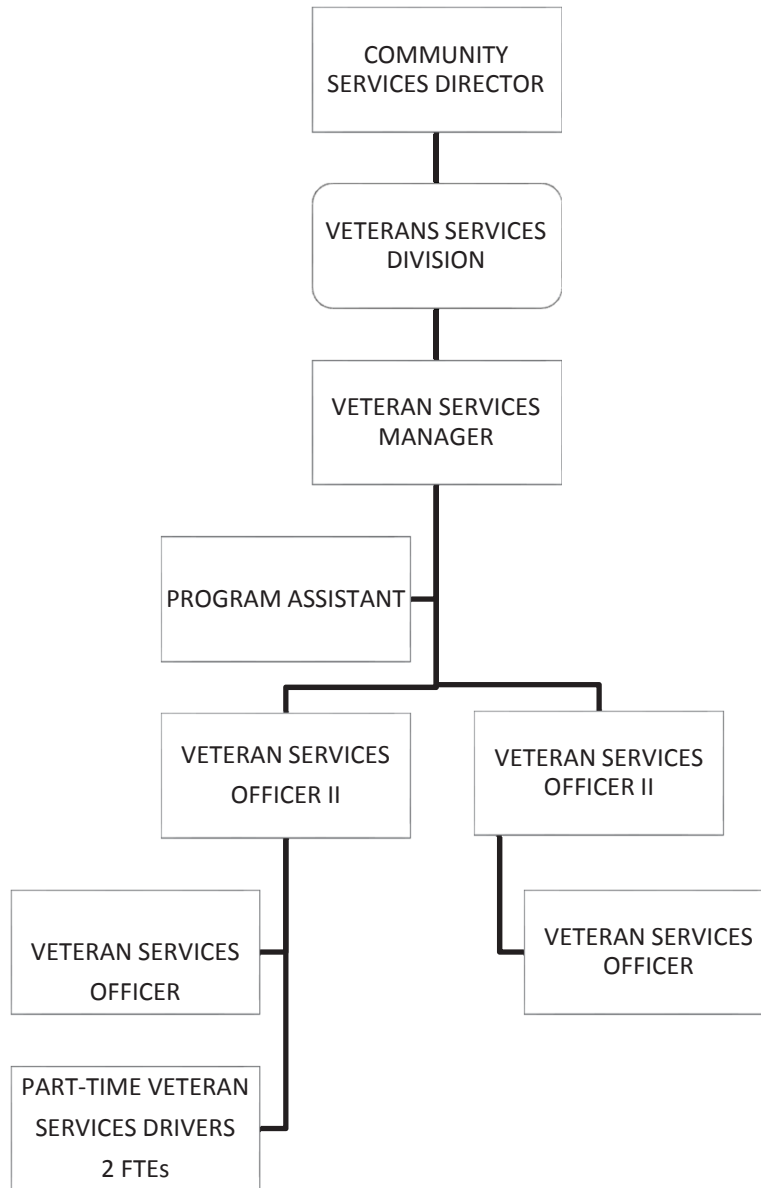 COMMUNITY
SERVICES DIRECTOR
VETERANS SERVICES
DIVISION
VETERAN SERVICES
MANAGER
PROGRAM ASSISTANT
VETERAN SERVICES
OFFICER II
VETERAN SERVICES
OFFICER II
VETERAN SERVICES
OFFICER
VETERAN SERVICES
OFFICER
PART-TIME VETERAN
SERVICES DRIVERS
2 FTEs